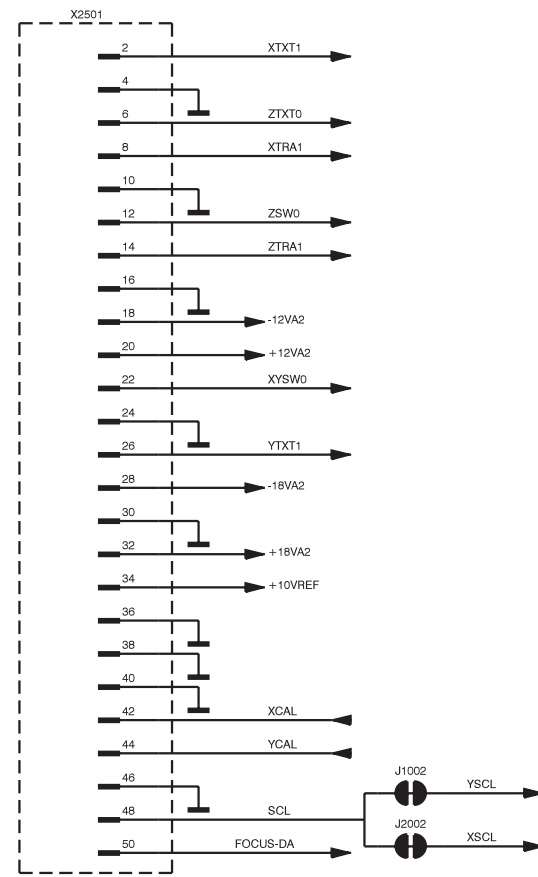 X2501
2 XTXT1
4
6 ZTXT0
8 XTRA1
10
12 ZSW0
14 ZTRA1
16
18 -12VA2
20 +12VA2
22 XYSW0
24
26 YTXT1
28 -18VA2
30
32 +18VA2
34 +10VREF
36
38
40
42 XCAL
44 YCAL
J1002
46 YSCL
48 SCL
J2002
XSCL
50 FOCUS-DA